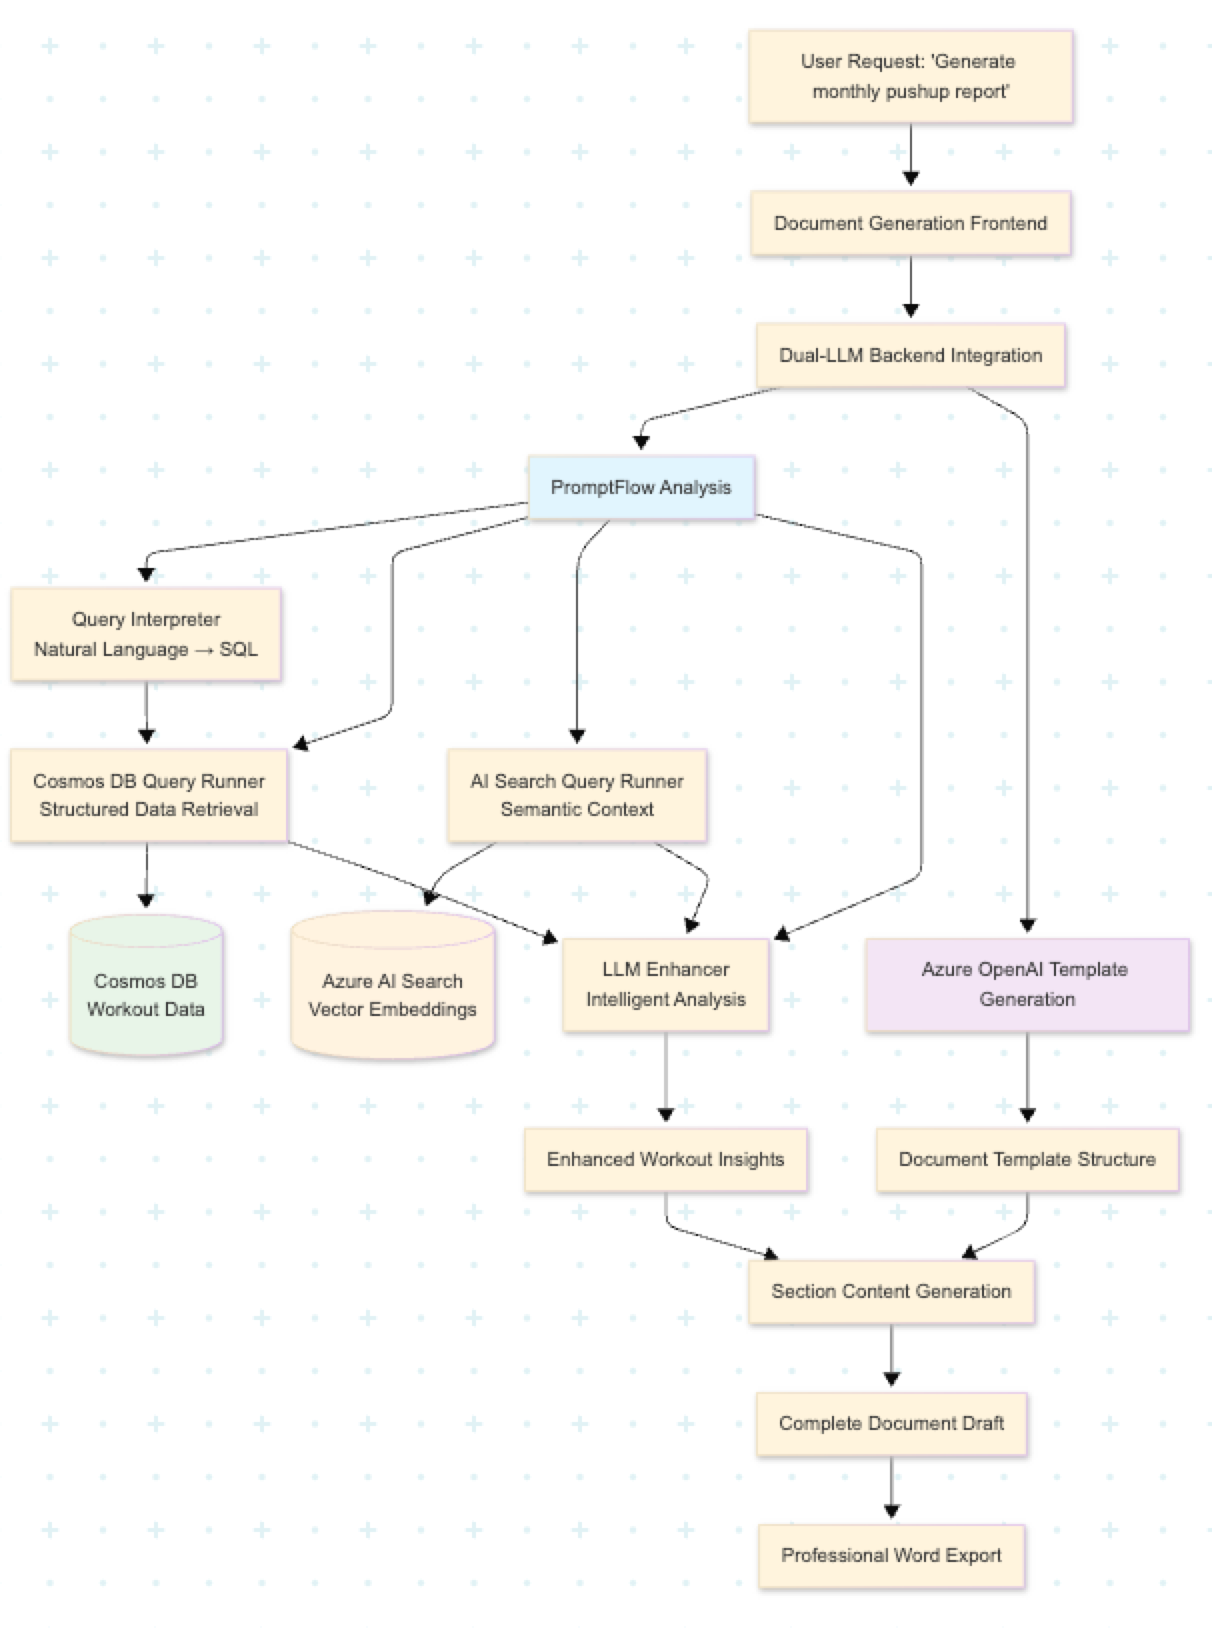 User Request: 'Generate
monthly pushup report'
Document Generation Frontend
Dual-LLM Backend Integration
PromptFlow Analysis
Query Interpreter
Natural Language → SQL
Cosmos DB Query Runner
Structured Data Retrieval
AI Search Query Runner
Semantic Context
Cosmos DB
Workout Data
Azure AI Search
Vector Embeddings
LLM Enhancer
Intelligent Analysis
Azure OpenAI Template
Generation
Enhanced Workout Insights
Document Template Structure
Section Content Generation
Complete Document Draft
Professional Word Export